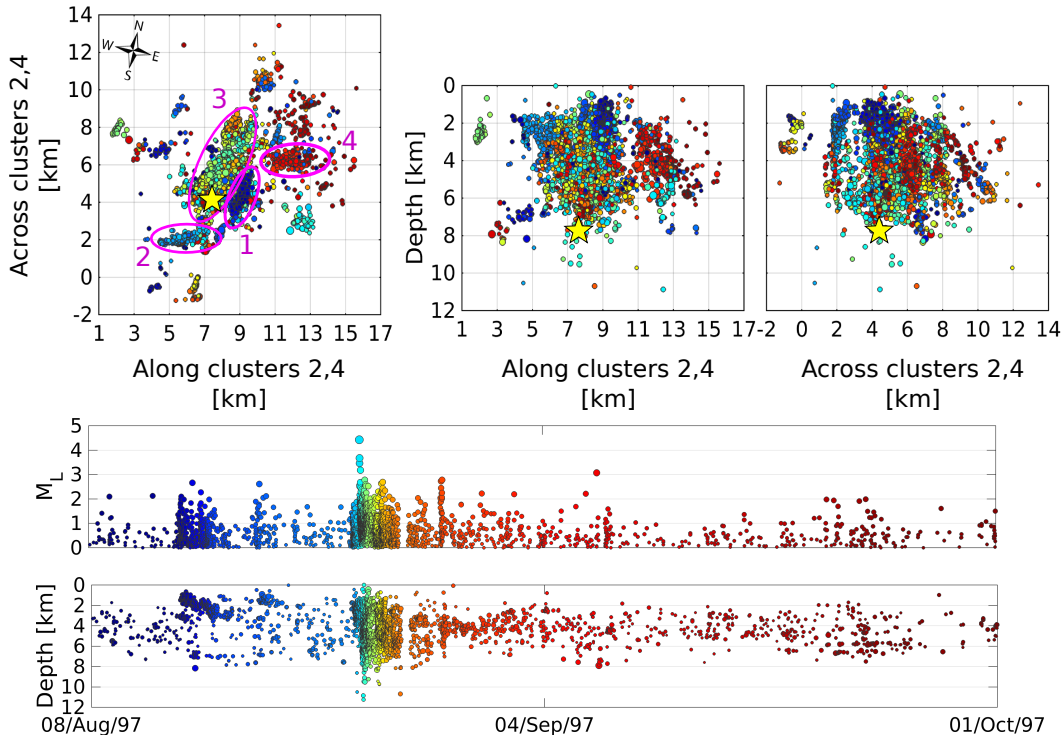 14
12
10
8
6
4
2
0
-2
Across clusters 2,4
[km]
N
W
E
S
3
4
1
2
1 3 5 7 9 11 13 15 17
Along clusters 2,4
[km]
0
2
4
6
8
10
12
Depth [km]
1 3 5 7 9 11 13 15 17
Along clusters 2,4
[km]
-2 0 2 4 6 8 10 12 14
Across clusters 2,4
[km]
5
4
3
2
1
0
M_L
0
2
4
6
8
10
12
Depth [km]
08/Aug/97 04/Sep/97 01/Oct/97